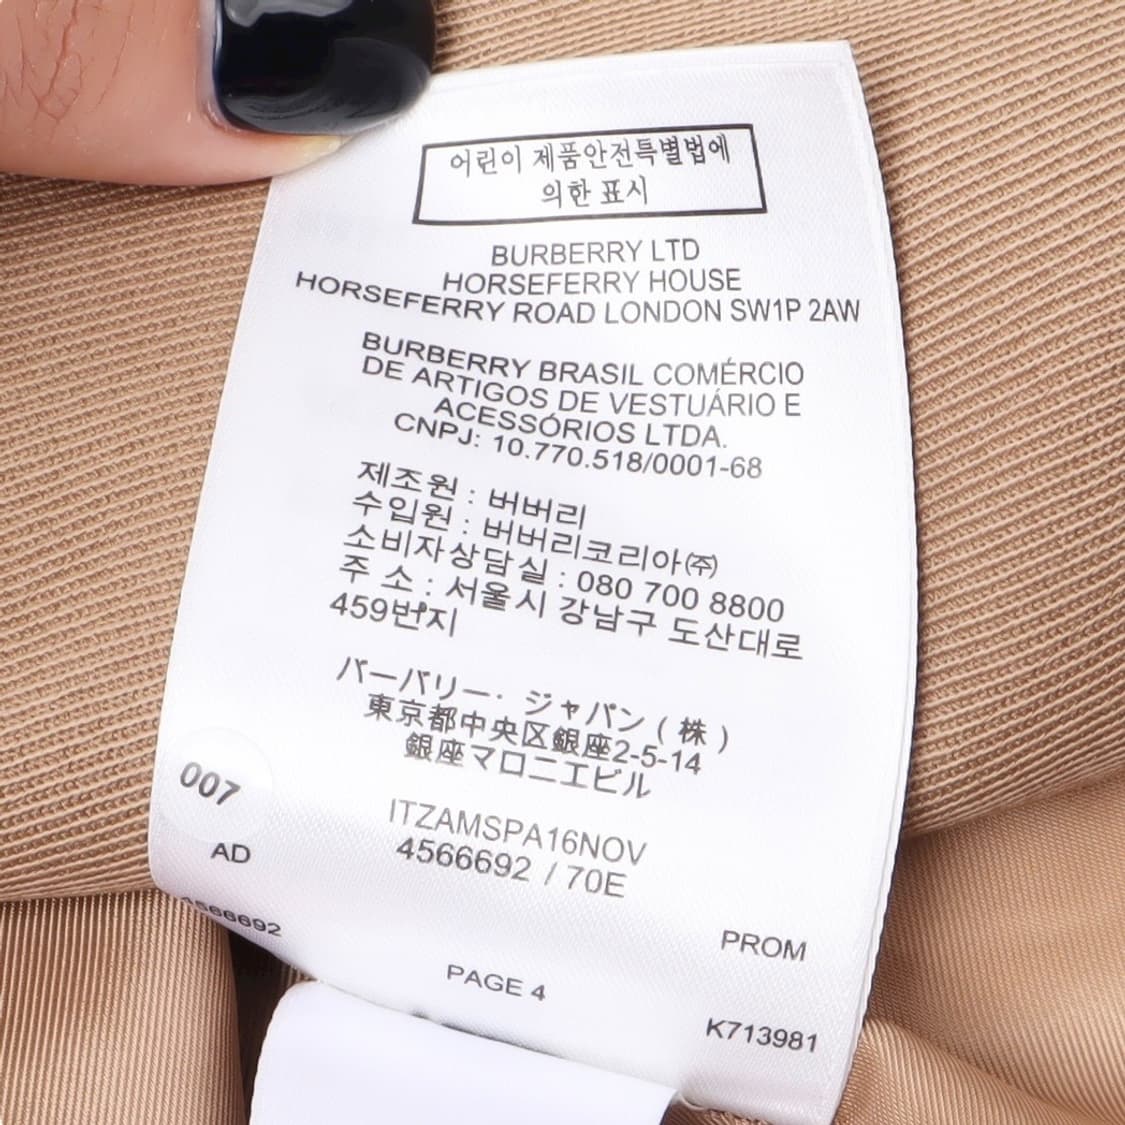 어린이 제품안전특별법에
의한 표시
BURBERRY LTD
HORSEFERRY HOUSE
HORSEFERRY ROAD LONDON SW1P 2AW
BURBERRY BRASIL COMÉRCIO
DE ARTIGOS DE VESTUÁRIO E
ACESSÓRIOS LTDA.
CNPJ: 10.770.518/0001-68
제조원 : 버버리
수입원 : 버버리코리아㈜
소비자상담실 : 080 700 8800
주 소 : 서울시 강남구 도산대로
459번지
バーバリー・ジャパン ( 株 )
東京都中央区銀座2-5-14
銀座マロニエビル
007
ITZAMSPA16NOV
4566692 / 70E
AD
4566692
PROM
PAGE 4
K713981